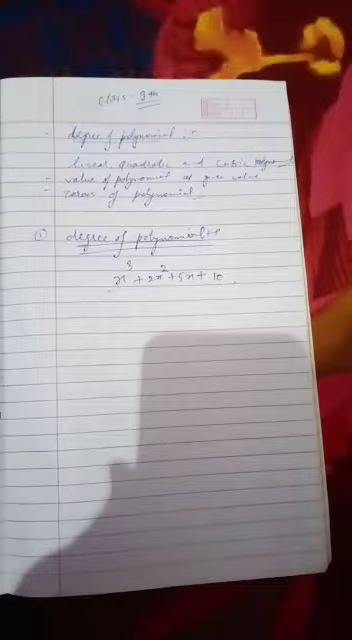 class - 9th
- degree of polynomial :-
linear, quadratic and cubic polynomial
- value of polynomial at given value
- zeros of polynomial
① degree of polynomial :-
x³ + 2x² + 5x + 10